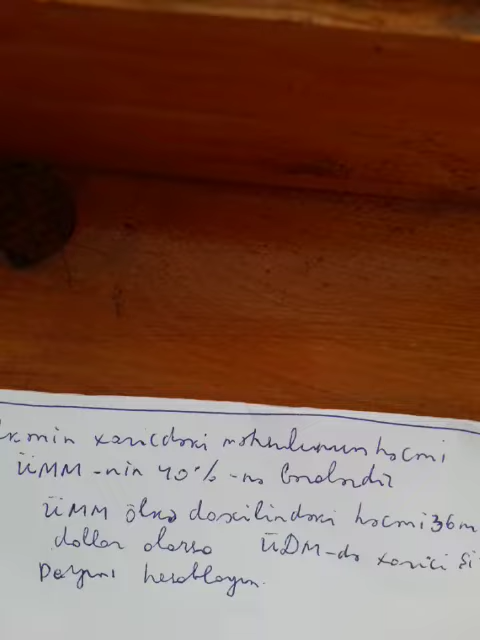 xaricdəki məhsulunun həcmi
ÜMM-nin 40%-nə bərabərdir
ÜMM ölkə daxilindəki həcmi 36 m
dollar olarsa ÜDM-də xarici
payını hesablayın.